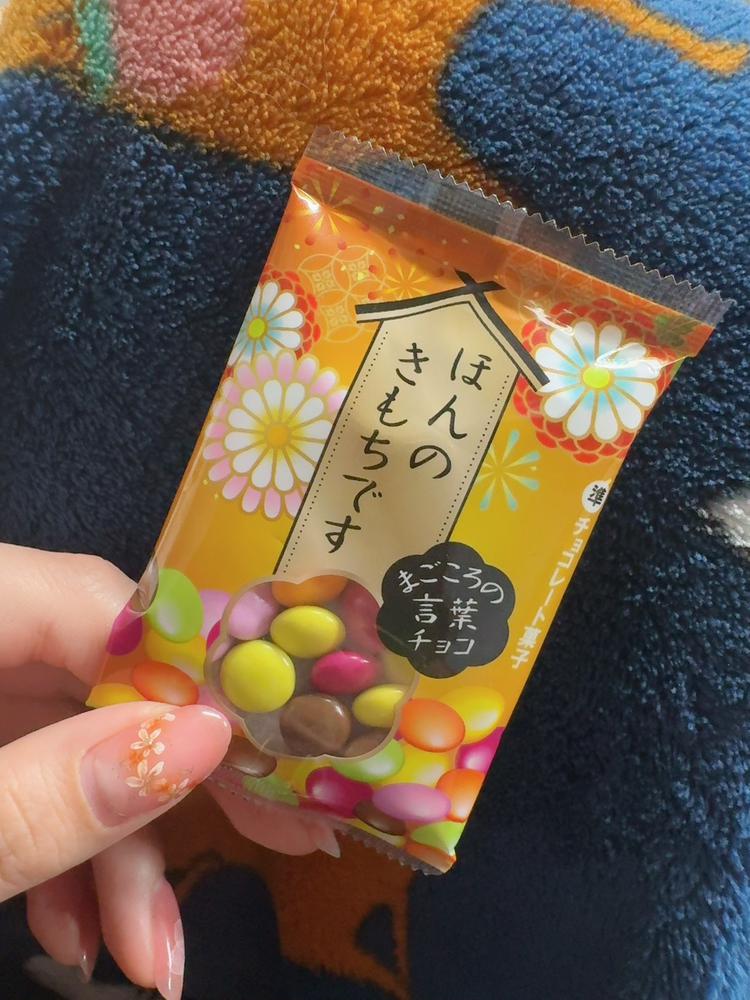 ほんの
きもちです
まごころの
言葉
チョコ
準チョコレート菓子